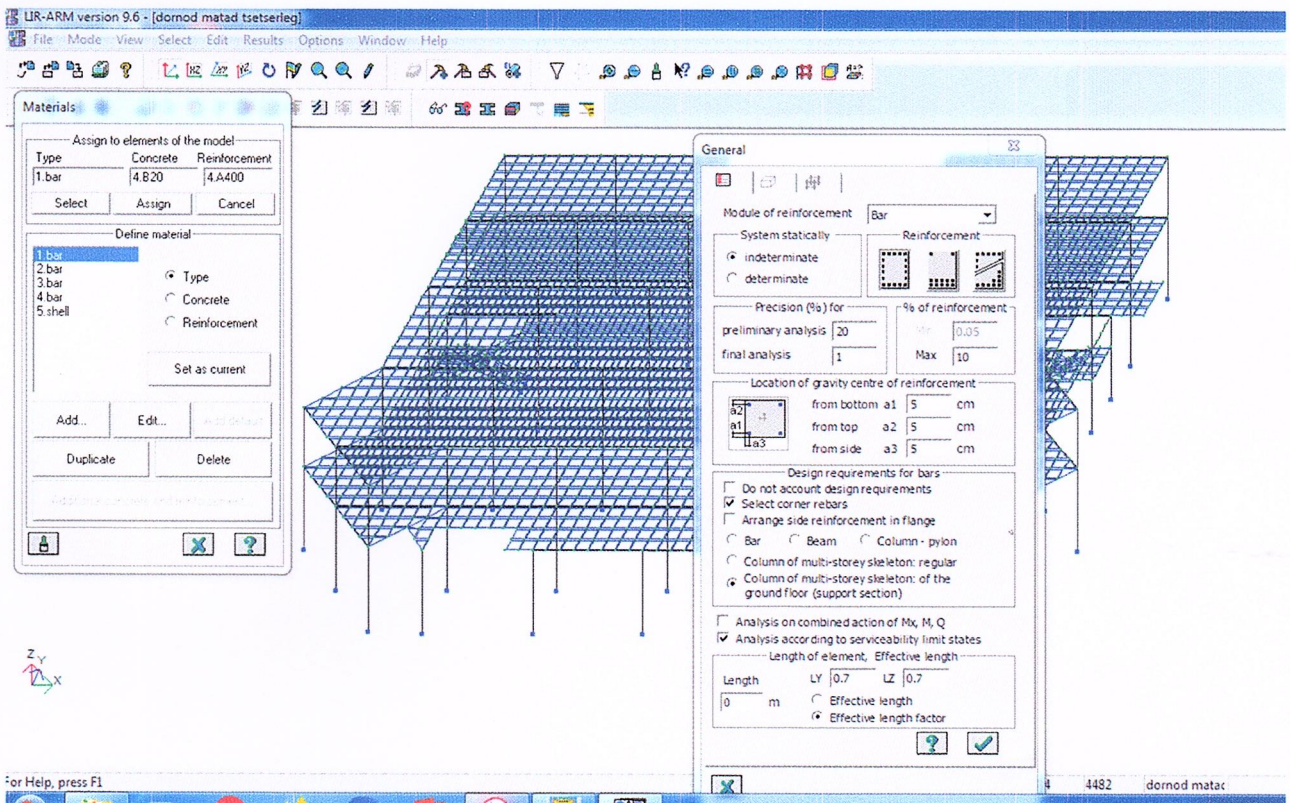 LIR-ARM version 9.6 - [dornod matad tsetserleg]
File Mode View Select Edit Results Options Window Help
Materials
Assign to elements of the model
Type Concrete Reinforcement
1.bar 4.B20 4.A400
Select Assign Cancel
Define material
1.bar
2.bar
3.bar
4.bar
5.shell
Type
Concrete
Reinforcement
Set as current
Add... Edit... Add default
Duplicate Delete
General
Module of reinforcement Bar
System statically
indeterminate
determinate
Reinforcement
Precision (%) for
preliminary analysis 20
final analysis 1
% of reinforcement
Min 0.05
Max 10
Location of gravity centre of reinforcement
a2
a1
a3
from bottom a1 5 cm
from top a2 5 cm
from side a3 5 cm
Design requirements for bars
Do not account design requirements
Select corner rebars
Arrange side reinforcement in flange
Bar Beam Column - pylon
Column of multi-storey skeleton: regular
Column of multi-storey skeleton: of the
ground floor (support section)
Analysis on combined action of Mx, M, Q
Analysis according to serviceability limit states
Length of element, Effective length
Length LY 0.7 LZ 0.7
0 m Effective length
Effective length factor
Z
Y
X
For Help, press F1
4 4482 dornod matac